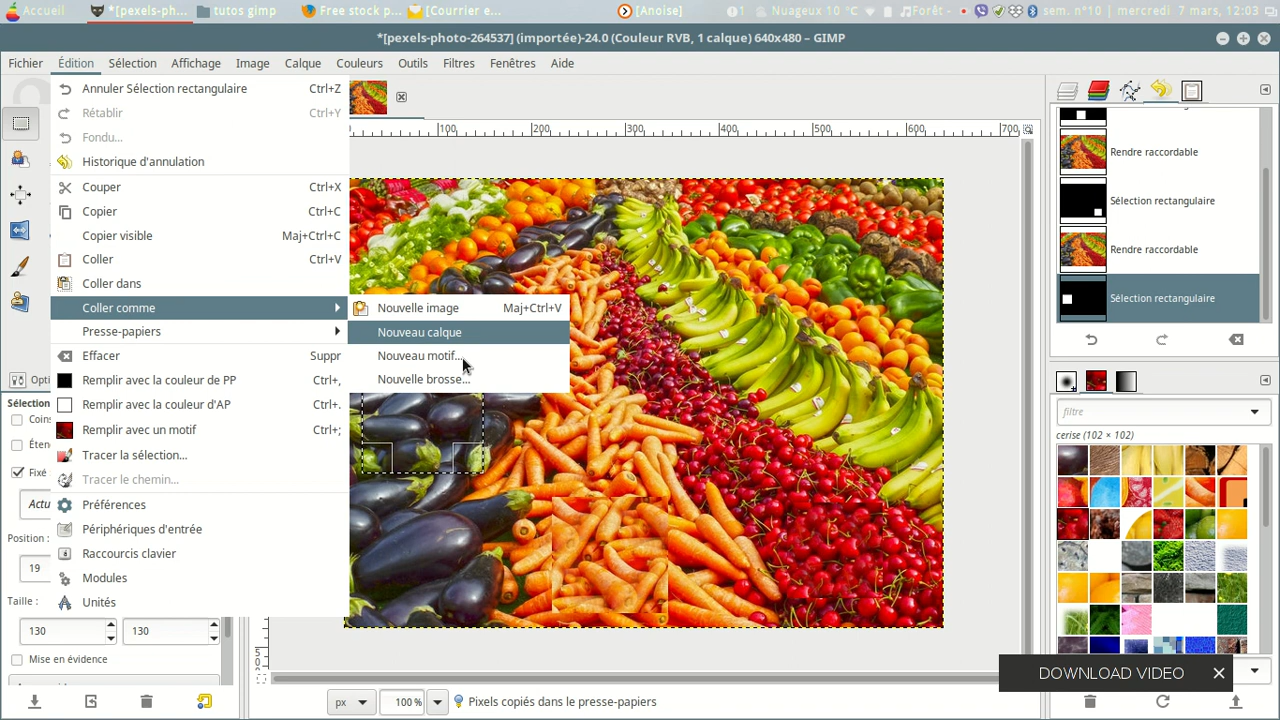 Accueil
*[pexels-pho...
tutos gimp
Free stock p...
[Courrier e...
[Anoise]
1
Nuageux 10 °C
Forêt -
sem. n°10 | mercredi 7 mars, 12:03
*[pexels-photo-264537] (importée)-24.0 (Couleur RVB, 1 calque) 640x480 – GIMP
Fichier Édition Sélection Affichage Image Calque Couleurs Outils Filtres Fenêtres Aide
Annuler Sélection rectangulaire Ctrl+Z
Rétablir Ctrl+Y
Fondu...
Historique d'annulation
Couper Ctrl+X
Copier Ctrl+C
Copier visible Maj+Ctrl+C
Coller Ctrl+V
Coller dans
Coller comme
Presse-papiers
Effacer Suppr
Remplir avec la couleur de PP Ctrl+,
Remplir avec la couleur d'AP Ctrl+.
Remplir avec un motif Ctrl+;
Tracer la sélection...
Tracer le chemin...
Préférences
Périphériques d'entrée
Raccourcis clavier
Modules
Unités
Nouvelle image Maj+Ctrl+V
Nouveau calque
Nouveau motif...
Nouvelle brosse...
100 200 300 400 500 600 700
Opti
Sélection
Coins
Éten
Fixé
Actu
Position :
19
Taille :
130 130
Mise en évidence
px 100 % Pixels copiés dans le presse-papiers
Rendre raccordable
Sélection rectangulaire
Rendre raccordable
Sélection rectangulaire
filtre
cerise (102 × 102)
DOWNLOAD VIDEO